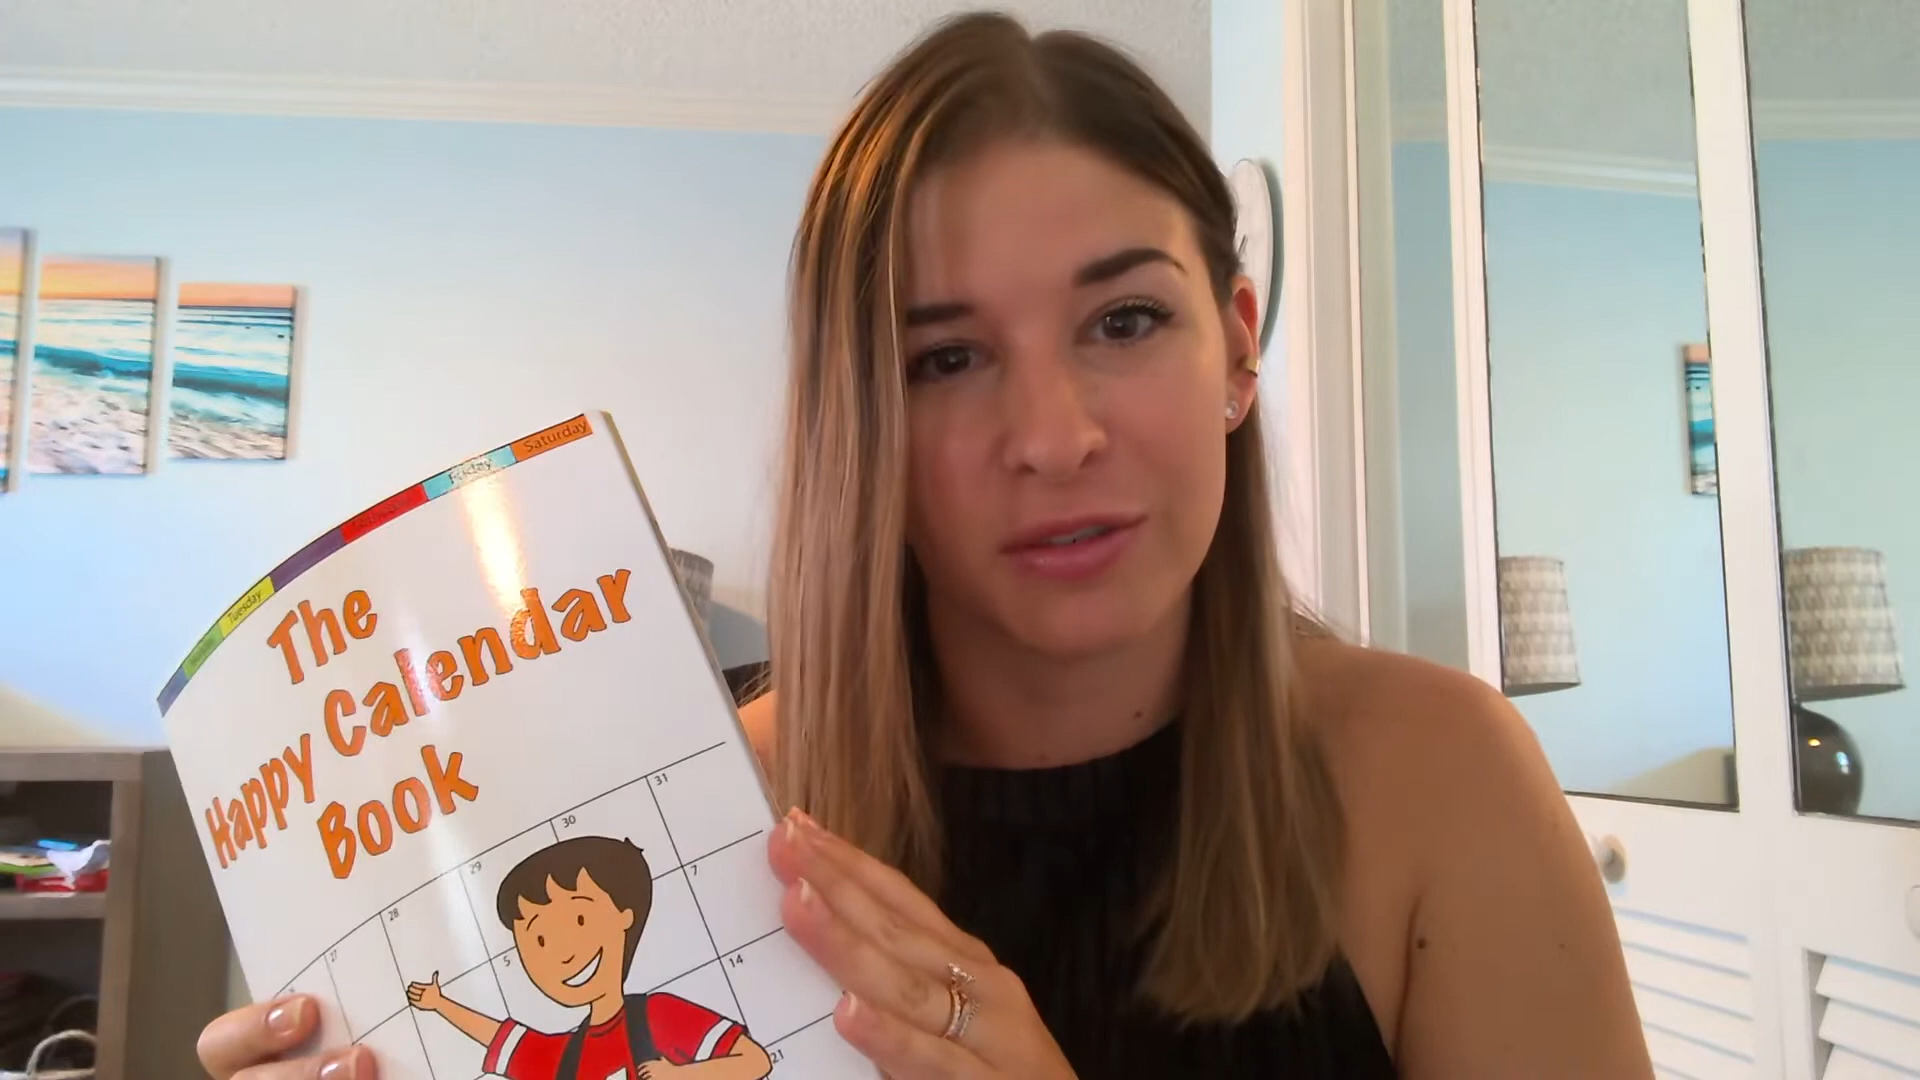 Tuesday Friday Saturday
The
Happy Calendar
Book
27 28 29 30 31
5 7
14
21